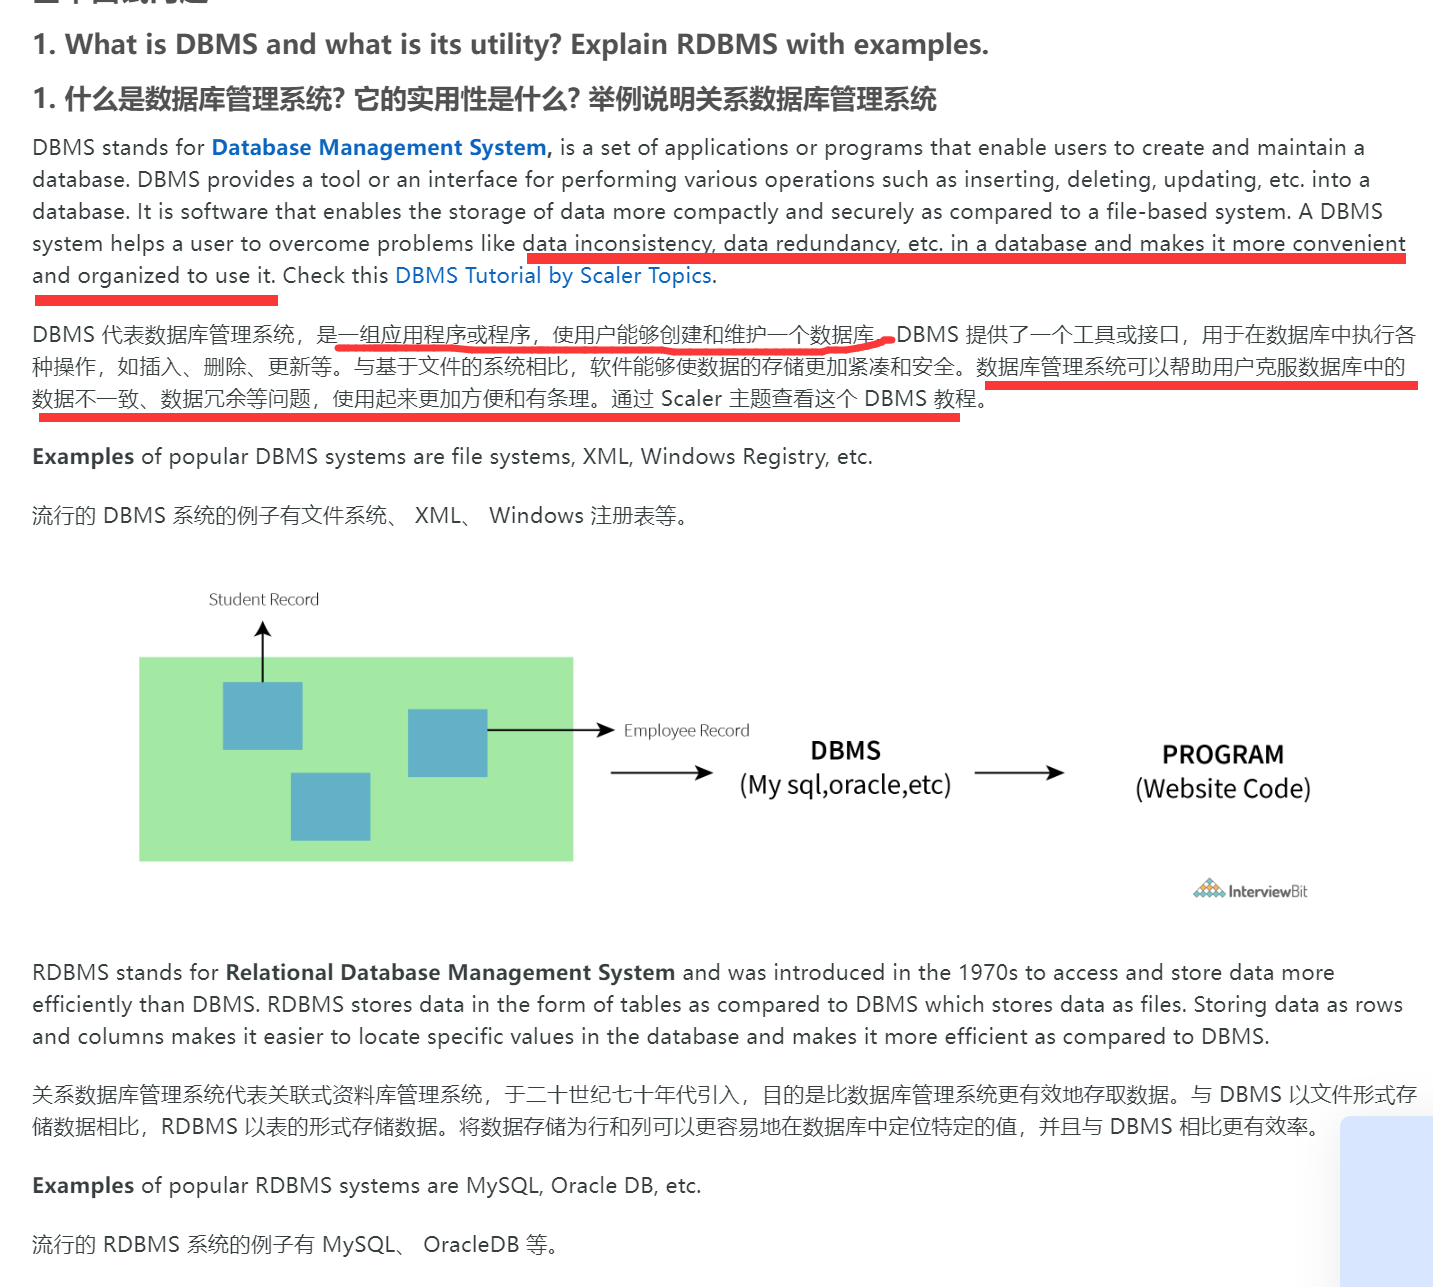 1. What is DBMS and what is its utility? Explain RDBMS with examples.
1. 什么是数据库管理系统? 它的实用性是什么? 举例说明关系数据库管理系统
DBMS stands for Database Management System, is a set of applications or programs that enable users to create and maintain a
database. DBMS provides a tool or an interface for performing various operations such as inserting, deleting, updating, etc. into a
database. It is software that enables the storage of data more compactly and securely as compared to a file-based system. A DBMS
system helps a user to overcome problems like data inconsistency, data redundancy, etc. in a database and makes it more convenient
and organized to use it. Check this DBMS Tutorial by Scaler Topics.
DBMS 代表数据库管理系统，是一组应用程序或程序，使用户能够创建和维护一个数据库。DBMS 提供了一个工具或接口，用于在数据库中执行各
种操作，如插入、删除、更新等。与基于文件的系统相比，软件能够使数据的存储更加紧凑和安全。数据库管理系统可以帮助用户克服数据库中的
数据不一致、数据冗余等问题，使用起来更加方便和有条理。通过 Scaler 主题查看这个 DBMS 教程。
Examples of popular DBMS systems are file systems, XML, Windows Registry, etc.
流行的 DBMS 系统的例子有文件系统、 XML、 Windows 注册表等。
Student Record
Employee Record
DBMS
(My sql,oracle,etc)
PROGRAM
(Website Code)
InterviewBit
RDBMS stands for Relational Database Management System and was introduced in the 1970s to access and store data more
efficiently than DBMS. RDBMS stores data in the form of tables as compared to DBMS which stores data as files. Storing data as rows
and columns makes it easier to locate specific values in the database and makes it more efficient as compared to DBMS.
关系数据库管理系统代表关联式资料库管理系统，于二十世纪七十年代引入，目的是比数据库管理系统更有效地存取数据。与 DBMS 以文件形式存
储数据相比，RDBMS 以表的形式存储数据。将数据存储为行和列可以更容易地在数据库中定位特定的值，并且与 DBMS 相比更有效率。
Examples of popular RDBMS systems are MySQL, Oracle DB, etc.
流行的 RDBMS 系统的例子有 MySQL、 OracleDB 等。